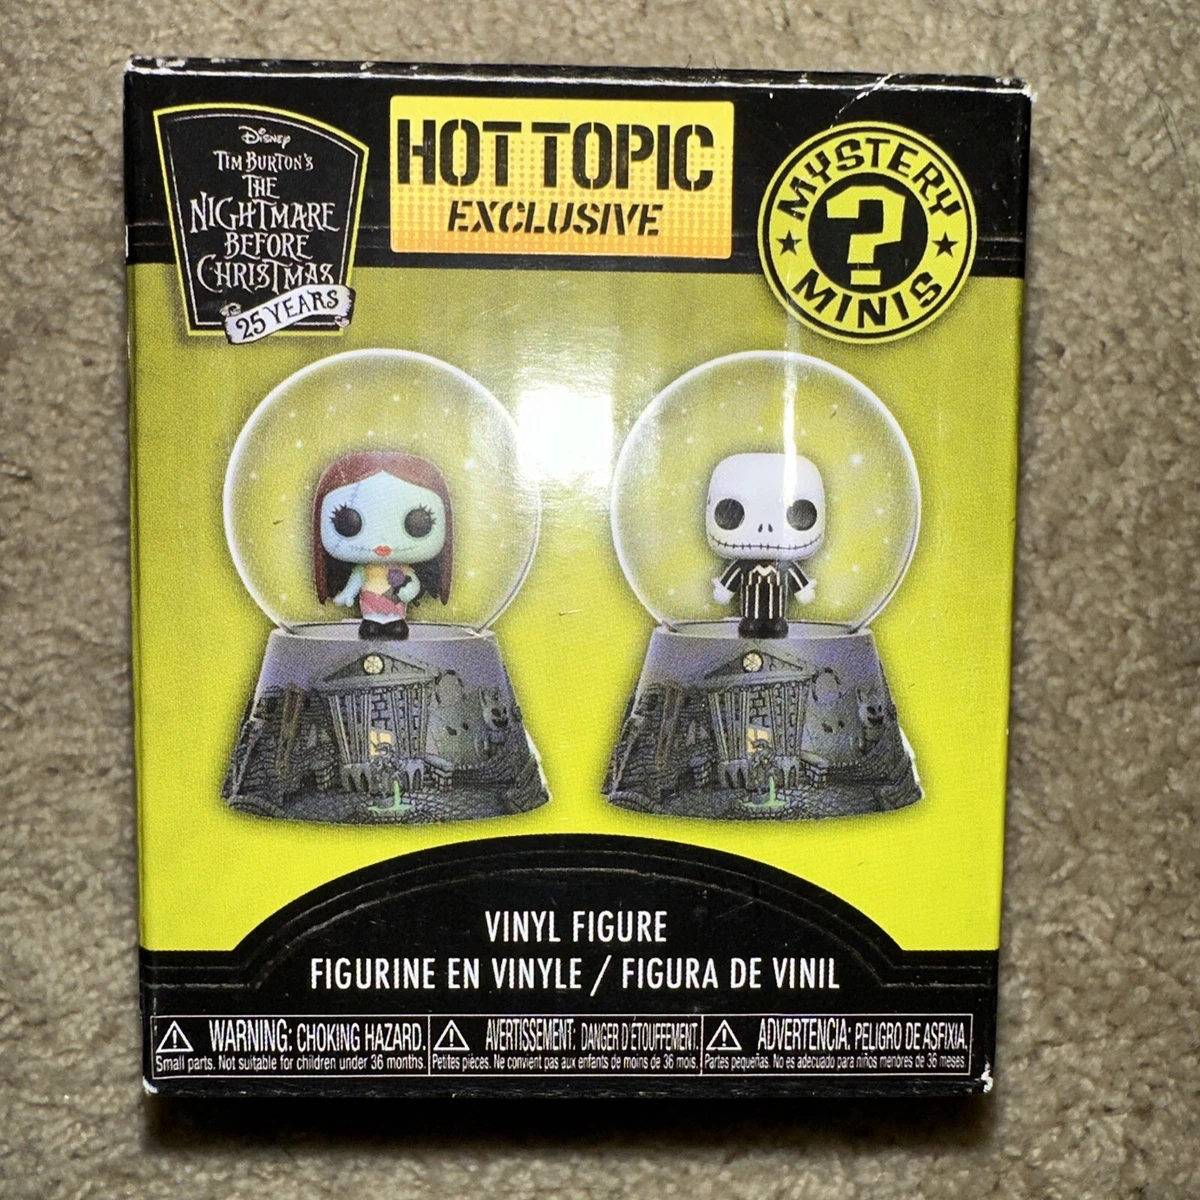 Disney
TIM BURTON'S
THE
NIGHTMARE
BEFORE
CHRISTMAS
25 YEARS
HOT TOPIC
EXCLUSIVE
MYSTERY
?
MINIS
VINYL FIGURE
FIGURINE EN VINYLE / FIGURA DE VINIL
WARNING: CHOKING HAZARD.
Small parts. Not suitable for children under 36 months.
AVERTISSEMENT: DANGER D'ÉTOUFFEMENT.
Petites pièces. Ne convient pas aux enfants de moins de 36 mois.
ADVERTENCIA: PELIGRO DE ASFIXIA.
Partes pequeñas. No es adecuado para niños menores de 36 meses.